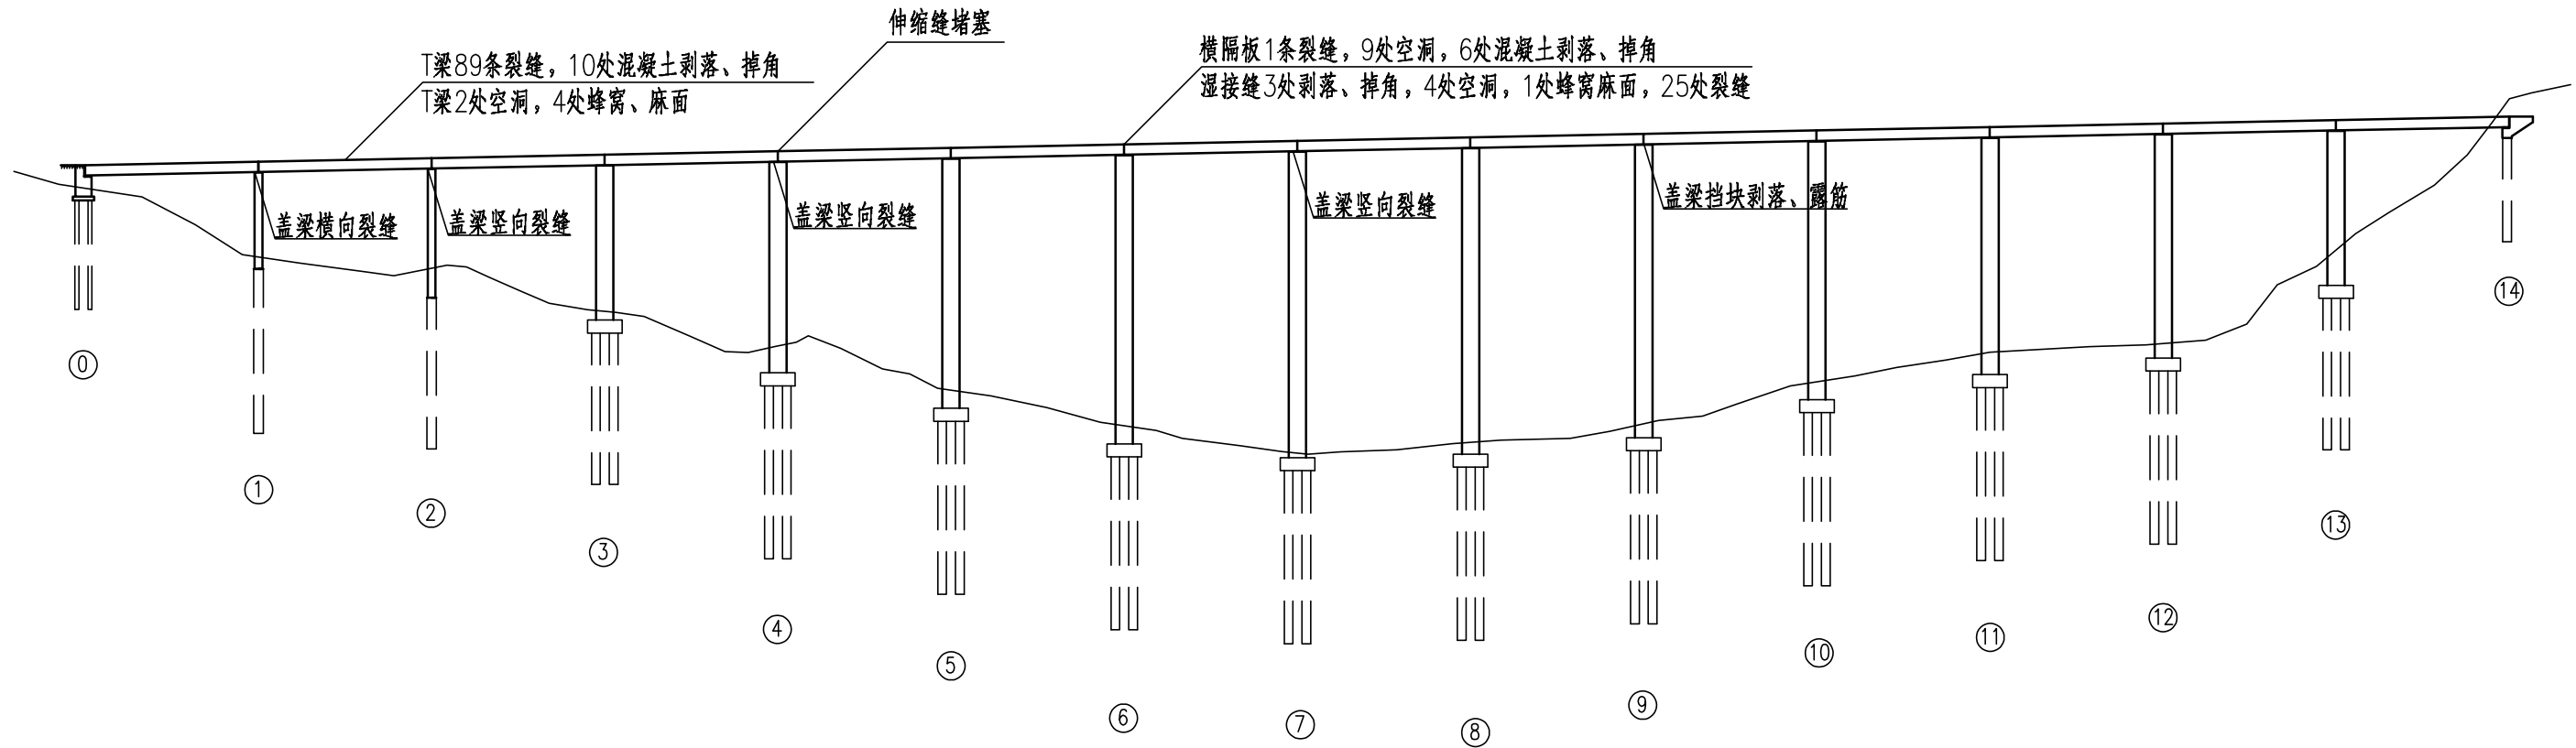 伸缩缝堵塞
T梁89条裂缝，10处混凝土剥落、掉角
T梁2处空洞，4处蜂窝、麻面
横隔板1条裂缝，9处空洞，6处混凝土剥落、掉角
湿接缝3处剥落、掉角，4处空洞，1处蜂窝麻面，25处裂缝
盖梁横向裂缝
盖梁竖向裂缝
盖梁竖向裂缝
盖梁竖向裂缝
盖梁挡块剥落、露筋
0
1
2
3
4
5
6
7
8
9
10
11
12
13
14